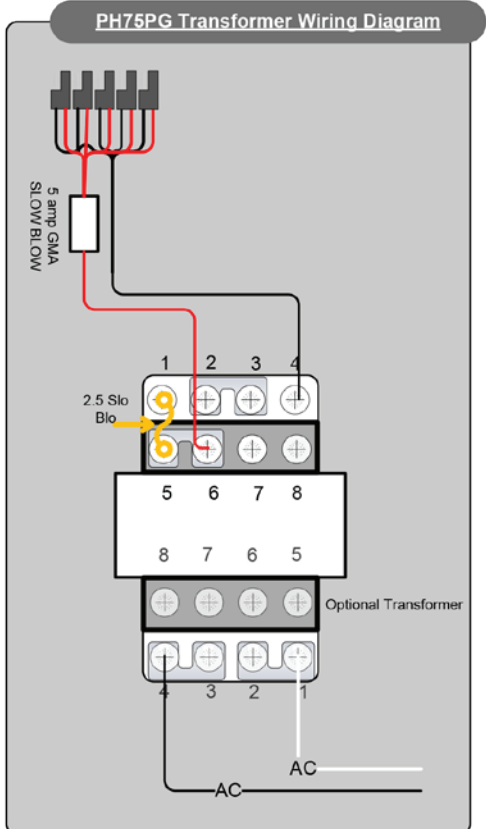 PH75PG Transformer Wiring Diagram
5 amp GMA
SLOW BLOW
1 2 3 4
2.5 Slo
Blo
5 6 7 8
8 7 6 5
Optional Transformer
4 3 2 1
AC
AC